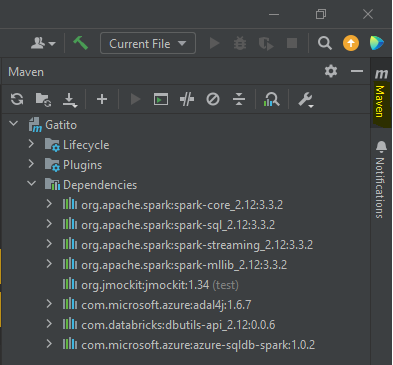 Current File
Maven
Gatito
Lifecycle
Plugins
Dependencies
org.apache.spark:spark-core_2.12:3.3.2
org.apache.spark:spark-sql_2.12:3.3.2
org.apache.spark:spark-streaming_2.12:3.3.2
org.apache.spark:spark-mllib_2.12:3.3.2
org.jmockit:jmockit:1.34 (test)
com.microsoft.azure:adal4j:1.6.7
com.databricks:dbutils-api_2.12:0.0.6
com.microsoft.azure:azure-sqldb-spark:1.0.2
m
Maven
Notifications